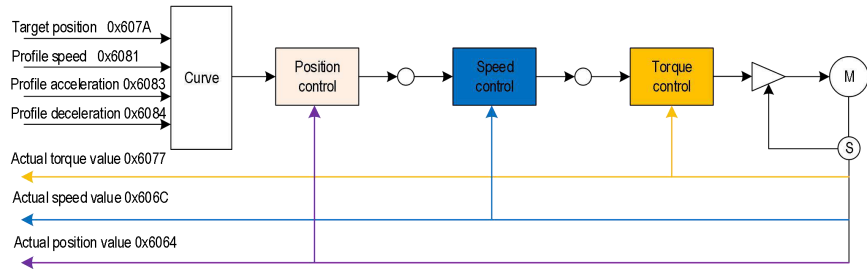 Target position 0x607A
Profile speed 0x6081
Profile acceleration 0x6083
Profile deceleration 0x6084
Curve
Position
control
Speed
control
Torque
control
M
S
Actual torque value 0x6077
Actual speed value 0x606C
Actual position value 0x6064